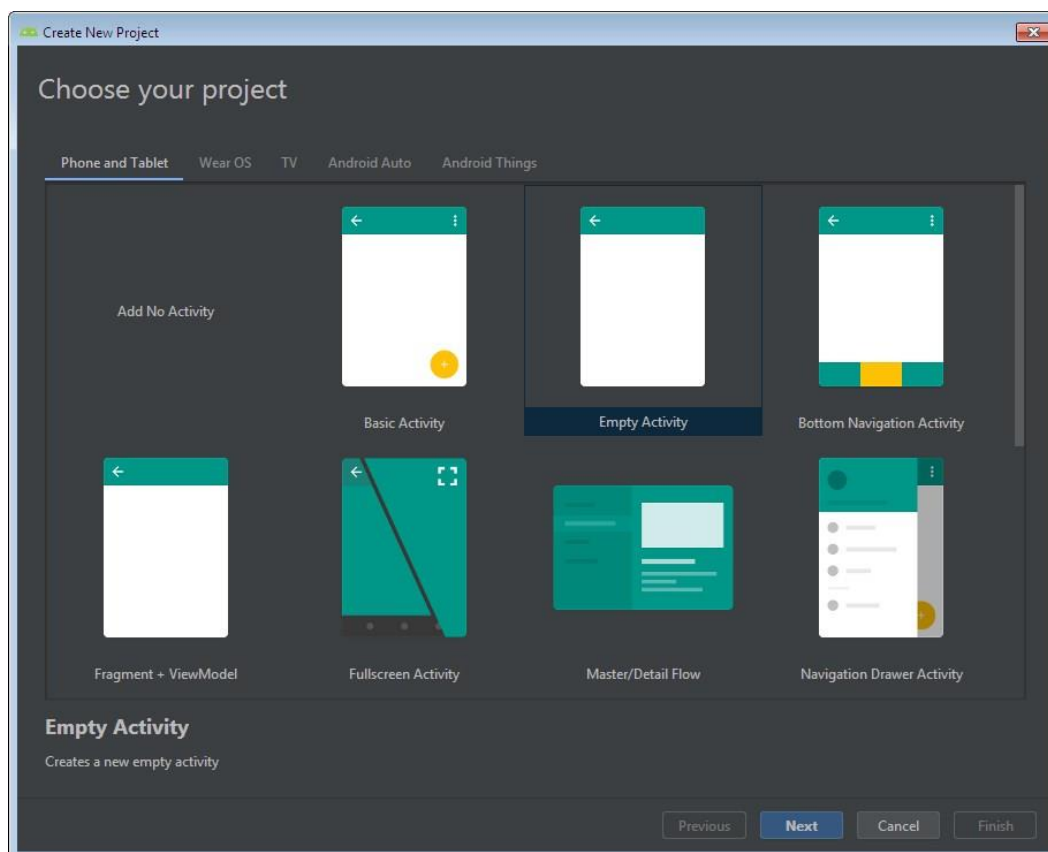 Create New Project
Choose your project
Phone and Tablet Wear OS TV Android Auto Android Things
Add No Activity
Basic Activity
Empty Activity
Bottom Navigation Activity
Fragment + ViewModel
Fullscreen Activity
Master/Detail Flow
Navigation Drawer Activity
Empty Activity
Creates a new empty activity
Previous Next Cancel Finish